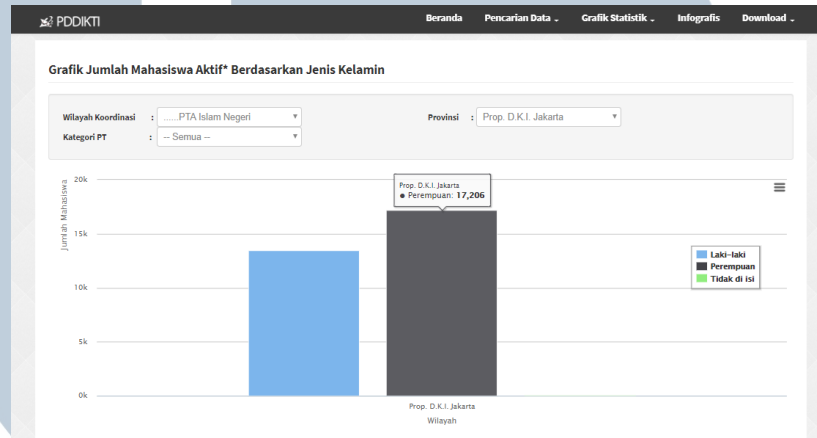 PDDIKTI
Beranda Pencarian Data Grafik Statistik Infografis Download
Grafik Jumlah Mahasiswa Aktif* Berdasarkan Jenis Kelamin
Wilayah Koordinasi : ......PTA Islam Negeri Provinsi : Prop. D.K.I. Jakarta
Kategori PT : -- Semua --
Jumlah Mahasiswa
20k
15k
10k
5k
0k
Prop. D.K.I. Jakarta
Perempuan: 17,206
Laki-laki
Perempuan
Tidak di isi
Prop. D.K.I. Jakarta
Wilayah